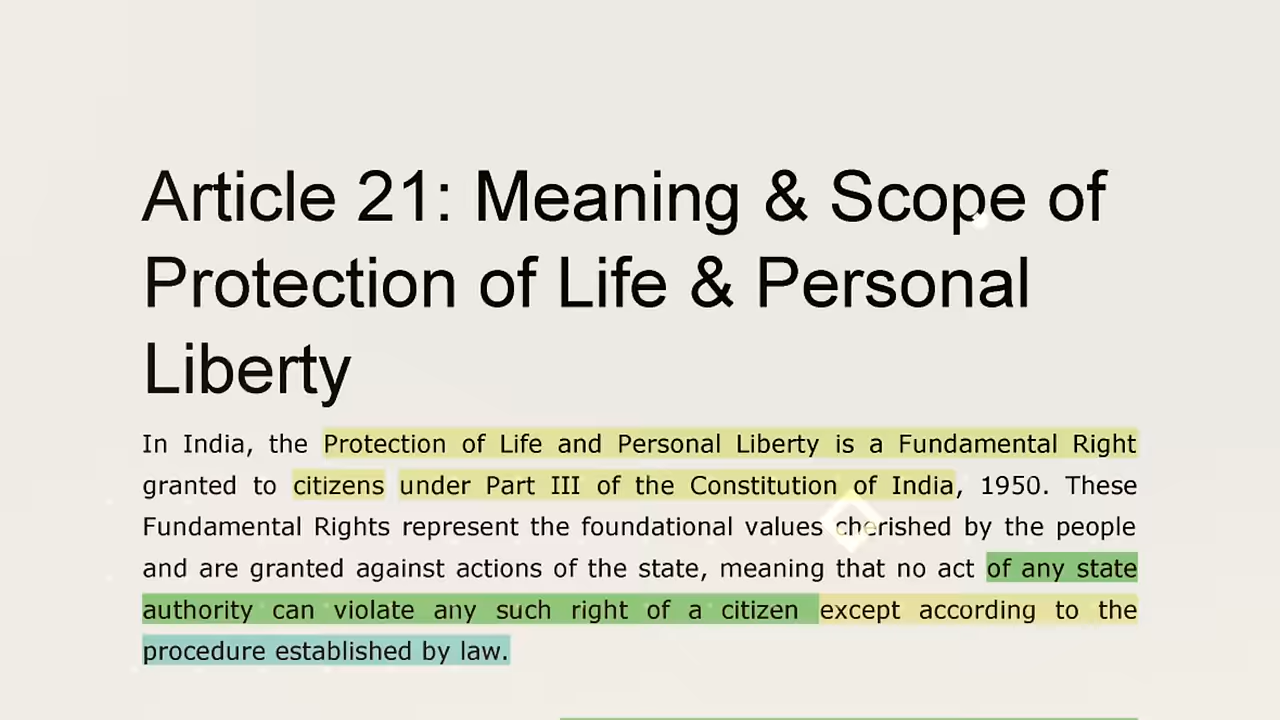 Article 21: Meaning & Scope of
Protection of Life & Personal
Liberty
In India, the Protection of Life and Personal Liberty is a Fundamental Right
granted to citizens under Part III of the Constitution of India, 1950. These
Fundamental Rights represent the foundational values cherished by the people
and are granted against actions of the state, meaning that no act of any state
authority can violate any such right of a citizen except according to the
procedure established by law.